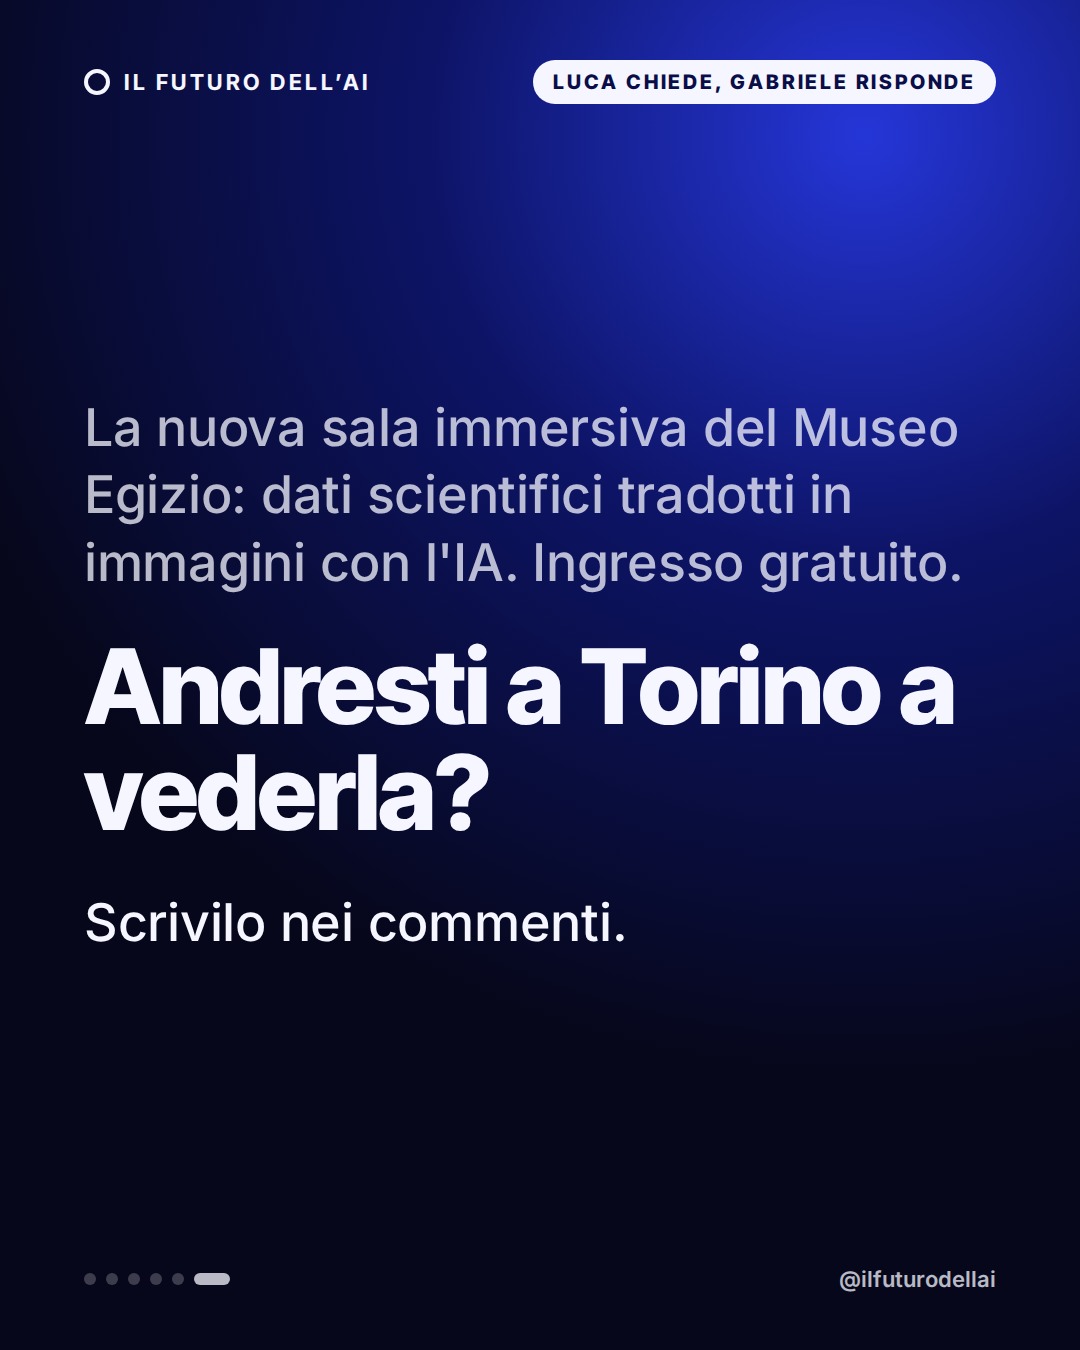 IL FUTURO DELL’AI
LUCA CHIEDE, GABRIELE RISPONDE
La nuova sala immersiva del Museo
Egizio: dati scientifici tradotti in
immagini con l'IA. Ingresso gratuito.
Andresti a Torino a
vederla?
Scrivilo nei commenti.
@ilfuturodellai